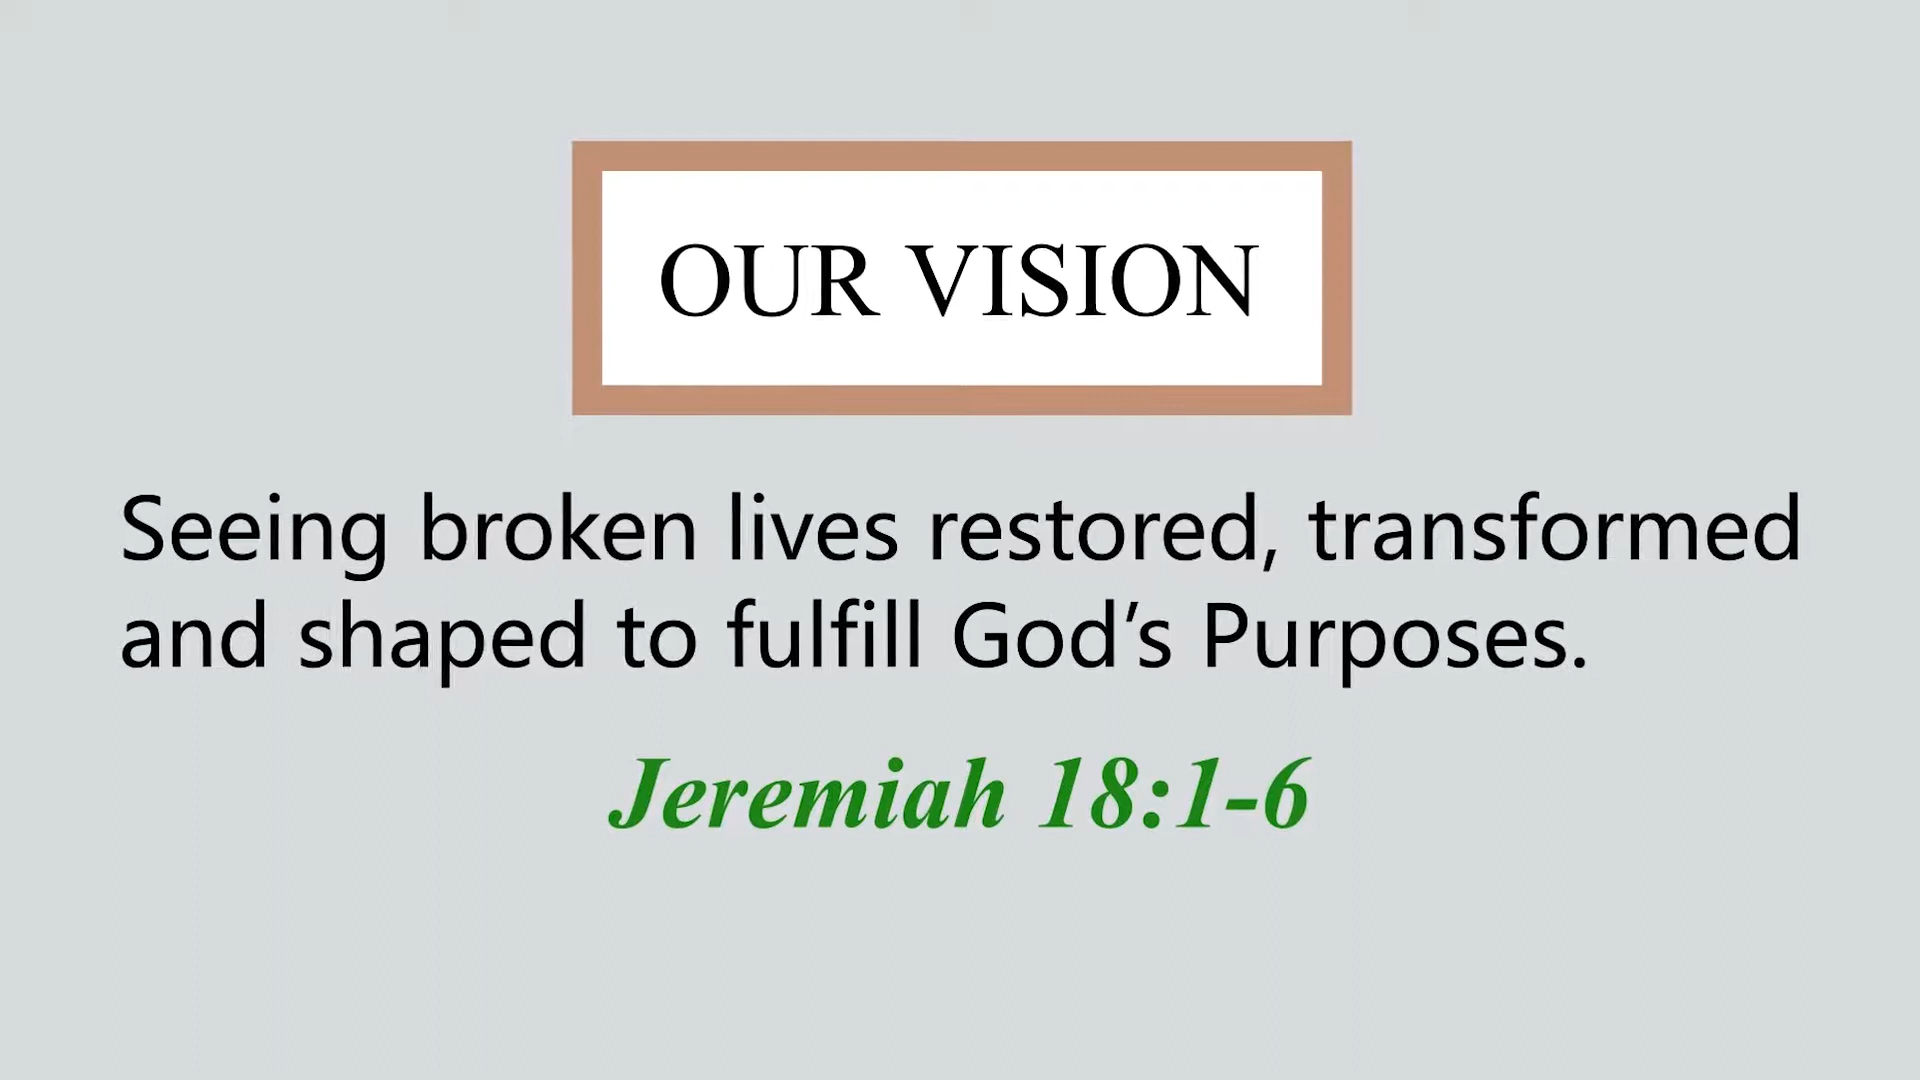 OUR VISION
Seeing broken lives restored, transformed
and shaped to fulfill God’s Purposes.
Jeremiah 18:1-6